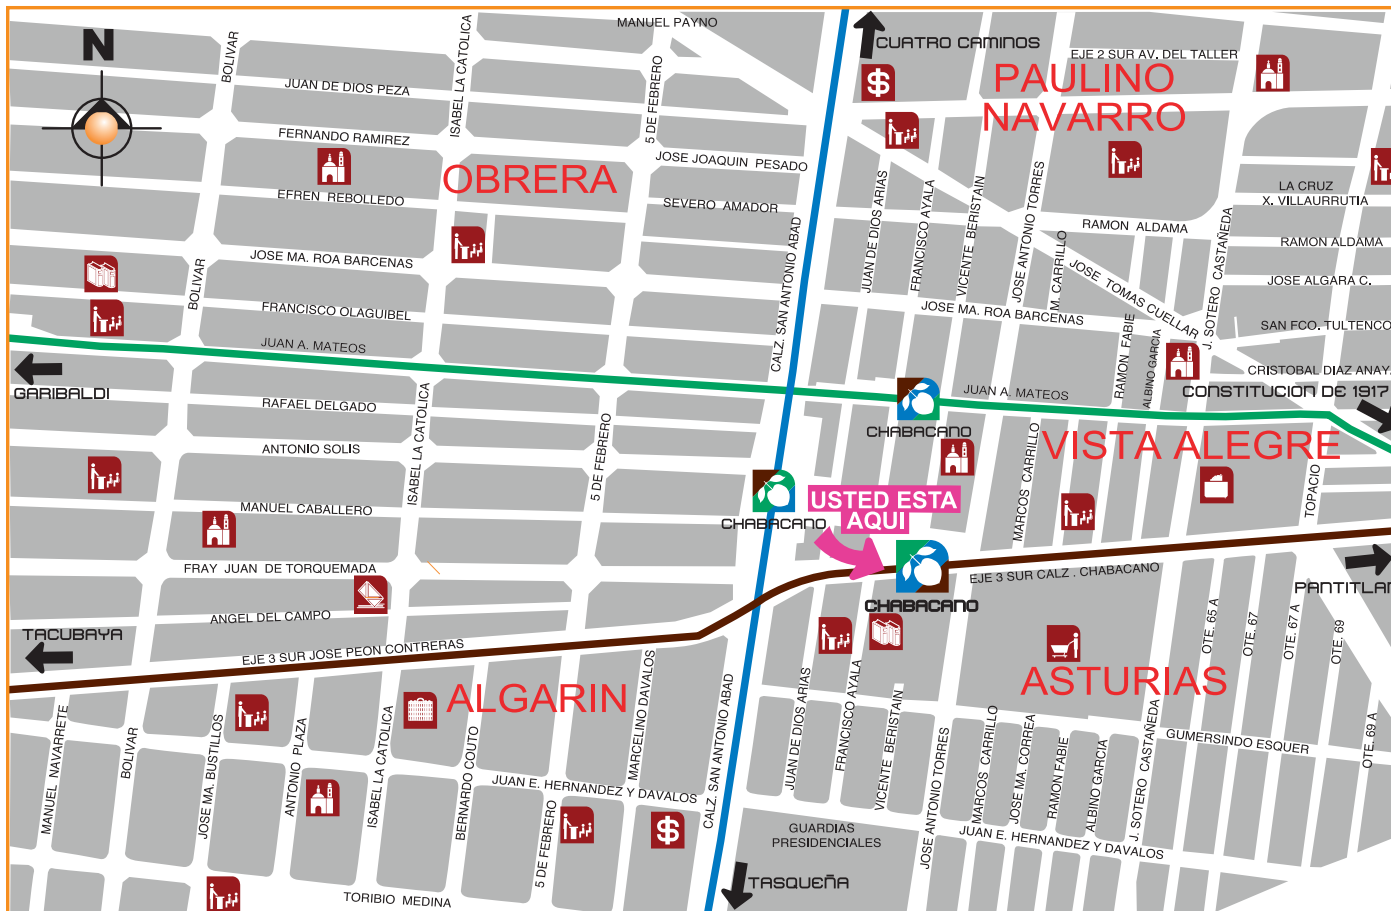 N
MANUEL PAYNO
CUATRO CAMINOS
EJE 2 SUR AV. DEL TALLER
PAULINO
NAVARRO
BOLIVAR
ISABEL LA CATOLICA
5 DE FEBRERO
JUAN DE DIOS PEZA
FERNANDO RAMIREZ
OBRERA
JOSE JOAQUIN PESADO
EFREN REBOLLEDO
SEVERO AMADOR
LA CRUZ
X. VILLAURRUTIA
RAMON ALDAMA
RAMON ALDAMA
JUAN DE DIOS ARIAS
FRANCISCO AYALA
VICENTE BERISTAIN
JOSE ANTONIO TORRES
M. CARRILLO
JOSE TOMAS CUELLAR
J. SOTERO CASTAÑEDA
CALZ. SAN ANTONIO ABAD
JOSE MA. ROA BARCENAS
JOSE ALGARA C.
BOLIVAR
FRANCISCO OLAGUIBEL
JOSE MA. ROA BARCENAS
SAN FCO. TULTENCO
RAMON FABIE
ALBINO GARCIA
JUAN A. MATEOS
CRISTOBAL DIAZ ANAY.
GARIBALDI
JUAN A. MATEOS
CONSTITUCION DE 1917
RAFAEL DELGADO
ISABEL LA CATOLICA
5 DE FEBRERO
CHABACANO
VISTA ALEGRE
ANTONIO SOLIS
MARCOS CARRILLO
TOPACIO
MANUEL CABALLERO
CHABACANO
USTED ESTA
AQUI
FRAY JUAN DE TORQUEMADA
EJE 3 SUR CALZ . CHABACANO
PANTITLAN
CHABACANO
ANGEL DEL CAMPO
TACUBAYA
EJE 3 SUR JOSE PEON CONTRERAS
OTE. 65 A
OTE. 67
OTE. 67 A
OTE. 69
ALGARIN
ASTURIAS
MANUEL NAVARRETE
BOLIVAR
JOSE MA. BUSTILLOS
ANTONIO PLAZA
ISABEL LA CATOLICA
BERNARDO COUTO
5 DE FEBRERO
MARCELINO DAVALOS
CALZ. SAN ANTONIO ABAD
JUAN DE DIOS ARIAS
FRANCISCO AYALA
VICENTE BERISTAIN
JOSE ANTONIO TORRES
MARCOS CARRILLO
JOSE MA. CORREA
RAMON FABIE
ALBINO GARCIA
J. SOTERO CASTAÑEDA
GUMERSINDO ESQUER
OTE. 69 A
JUAN E. HERNANDEZ Y DAVALOS
GUARDIAS
PRESIDENCIALES
JUAN E. HERNANDEZ Y DAVALOS
TASQUEÑA
TORIBIO MEDINA